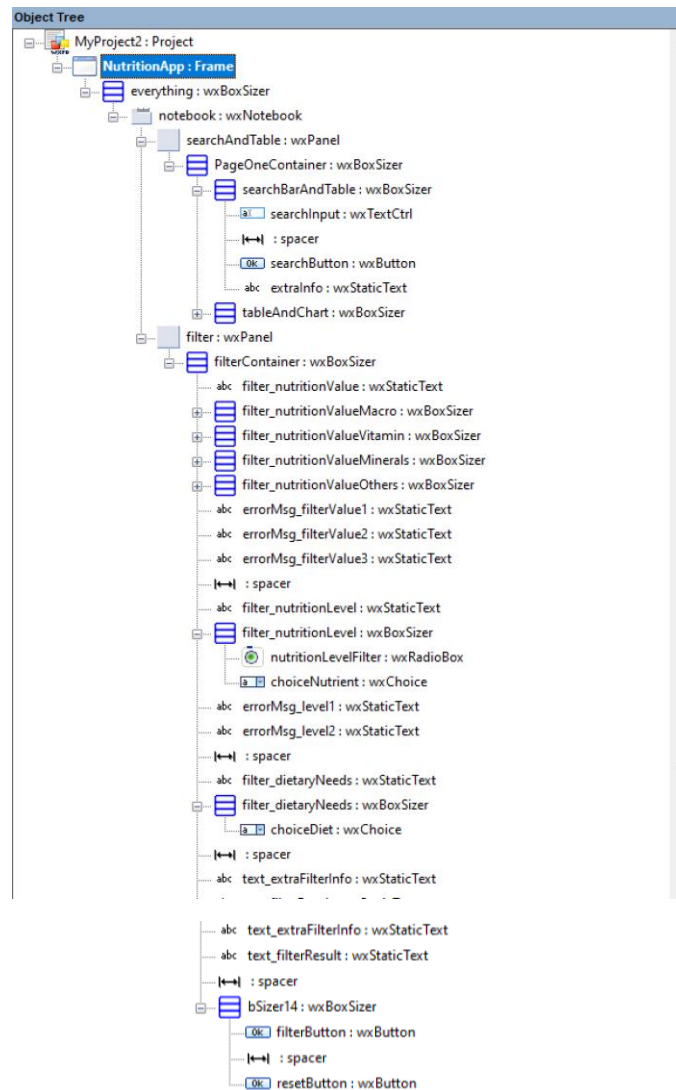 Object Tree
MyProject2 : Project
NutritionApp : Frame
everything : wxBoxSizer
notebook : wxNotebook
searchAndTable : wxPanel
PageOneContainer : wxBoxSizer
searchBarAndTable : wxBoxSizer
searchInput : wxTextCtrl
: spacer
searchButton : wxButton
extraInfo : wxStaticText
tableAndChart : wxBoxSizer
filter : wxPanel
filterContainer : wxBoxSizer
filter_nutritionValue : wxStaticText
filter_nutritionValueMacro : wxBoxSizer
filter_nutritionValueVitamin : wxBoxSizer
filter_nutritionValueMinerals : wxBoxSizer
filter_nutritionValueOthers : wxBoxSizer
errorMsg_filterValue1 : wxStaticText
errorMsg_filterValue2 : wxStaticText
errorMsg_filterValue3 : wxStaticText
: spacer
filter_nutritionLevel : wxStaticText
filter_nutritionLevel : wxBoxSizer
nutritionLevelFilter : wxRadioBox
choiceNutrient : wxChoice
errorMsg_level1 : wxStaticText
errorMsg_level2 : wxStaticText
: spacer
filter_dietaryNeeds : wxStaticText
filter_dietaryNeeds : wxBoxSizer
choiceDiet : wxChoice
: spacer
text_extraFilterInfo : wxStaticText
text_extraFilterInfo : wxStaticText
text_filterResult : wxStaticText
: spacer
bSizer14 : wxBoxSizer
filterButton : wxButton
: spacer
resetButton : wxButton